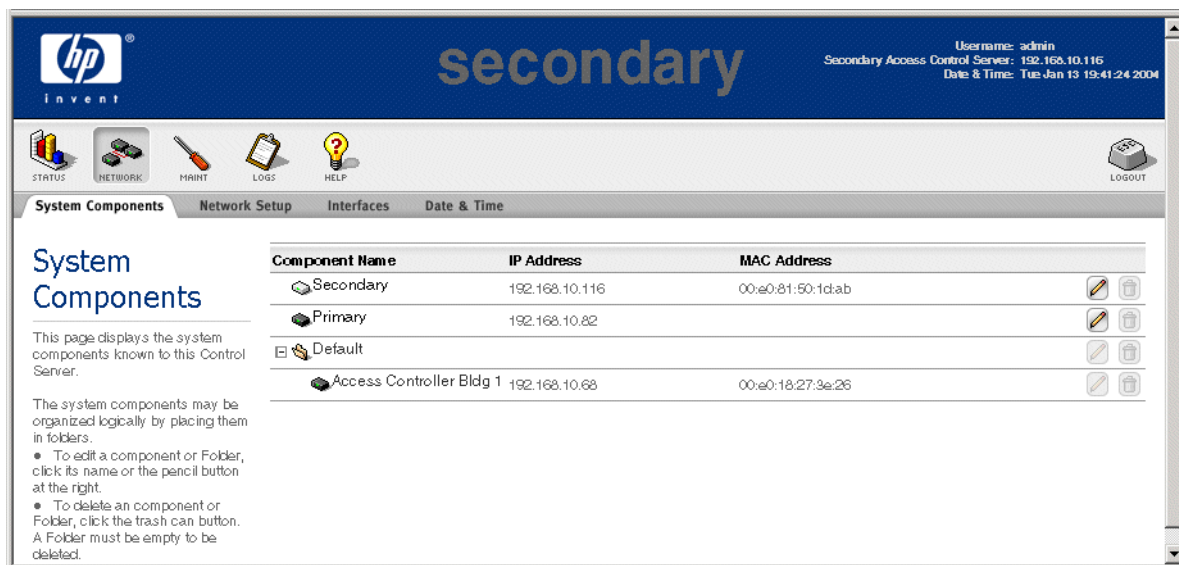 hp
®
invent
secondary
Username: admin
Secondary Access Control Server: 192.168.10.116
Date & Time: Tue Jan 13 19:41:24 2004
STATUS
NETWORK
MAINT
LOGS
HELP
LOGOUT
System Components
Network Setup
Interfaces
Date & Time
System
Components
This page displays the system
components known to this Control
Server.
The system components may be
organized logically by placing them
in folders.
● To edit a component or Folder,
click its name or the pencil button
at the right.
● To delete an component or
Folder, click the trash can button.
A Folder must be empty to be
deleted.
Component Name IP Address MAC Address
Secondary 192.168.10.116 00:e0:81:50:1d:ab
Primary 192.168.10.82
Default
Access Controller Bldg 1 192.168.10.68 00:e0:18:27:3e:26